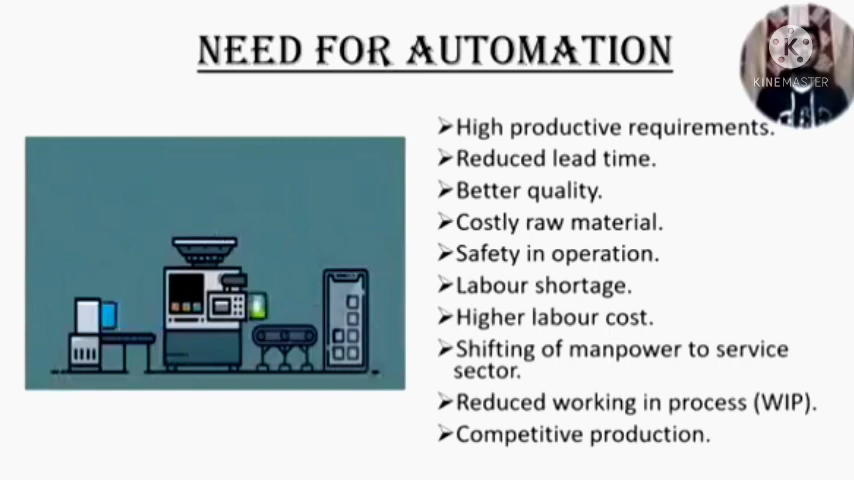 NEED FOR AUTOMATION
K
KINEMASTER
➢High productive requirements.
➢Reduced lead time.
➢Better quality.
➢Costly raw material.
➢Safety in operation.
➢Labour shortage.
➢Higher labour cost.
➢Shifting of manpower to service
sector.
➢Reduced working in process (WIP).
➢Competitive production.